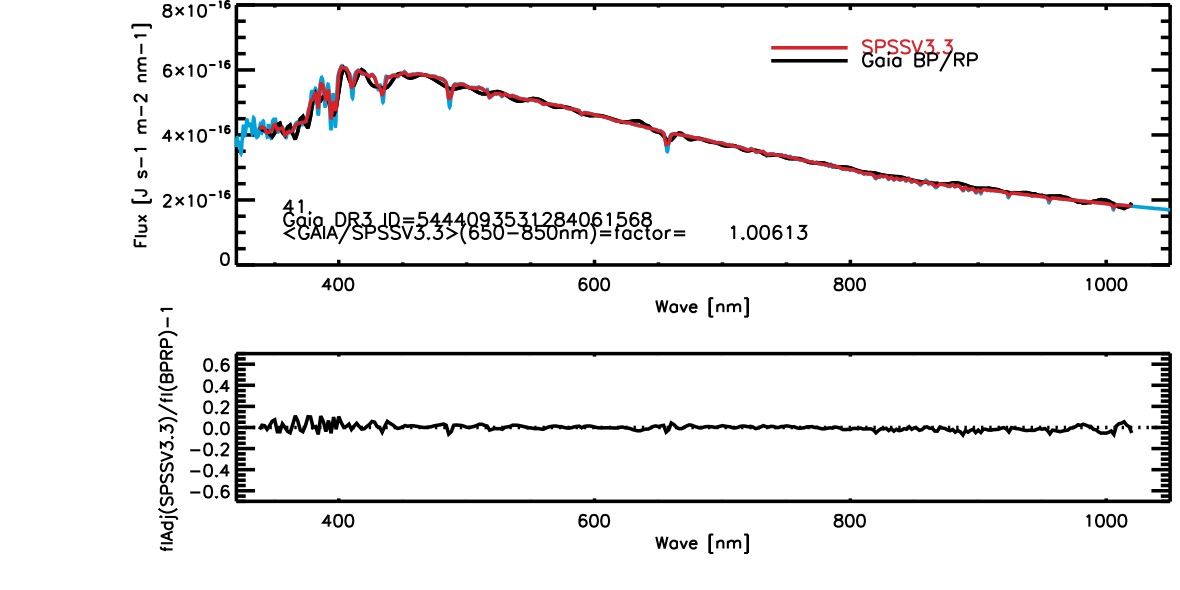 8×10⁻¹⁶
6×10⁻¹⁶
4×10⁻¹⁶
2×10⁻¹⁶
0
Flux [J s−1 m−2 nm−1]
SPSSV3.3
Gaia BP/RP
41.
Gaia DR3 ID=5444093531284061568
<GAIA/SPSSV3.3>(650−850nm)=factor= 1.00613
400 600 800 1000
Wave [nm]
0.6
0.4
0.2
0.0
−0.2
−0.4
−0.6
flAdj(SPSSV3.3)/fl(BPRP)−1
400 600 800 1000
Wave [nm]